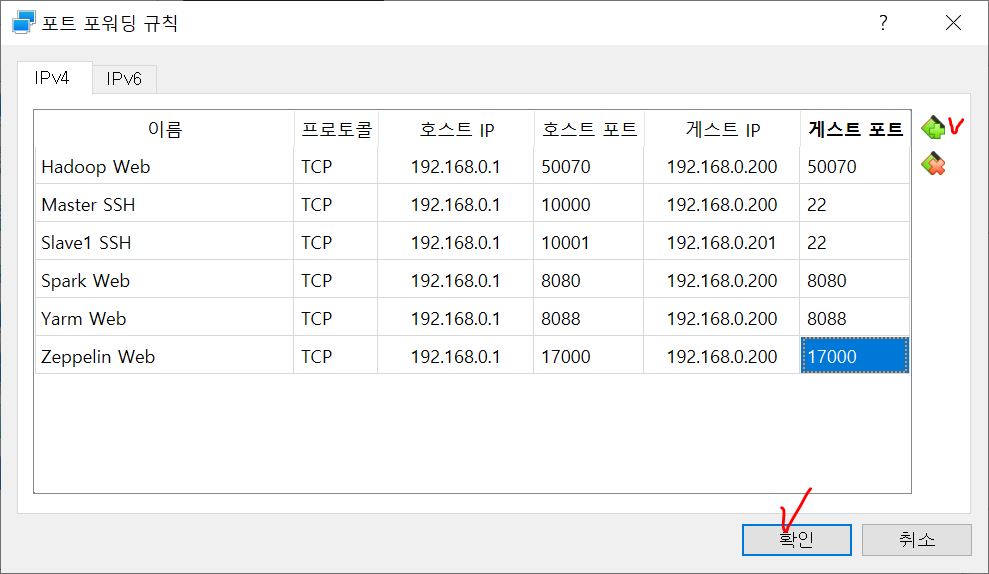 포트 포워딩 규칙 ?
IPv4 IPv6
이름 프로토콜 호스트 IP 호스트 포트 게스트 IP 게스트 포트
Hadoop Web TCP 192.168.0.1 50070 192.168.0.200 50070
Master SSH TCP 192.168.0.1 10000 192.168.0.200 22
Slave1 SSH TCP 192.168.0.1 10001 192.168.0.201 22
Spark Web TCP 192.168.0.1 8080 192.168.0.200 8080
Yarm Web TCP 192.168.0.1 8088 192.168.0.200 8088
Zeppelin Web TCP 192.168.0.1 17000 192.168.0.200 17000
확인 취소